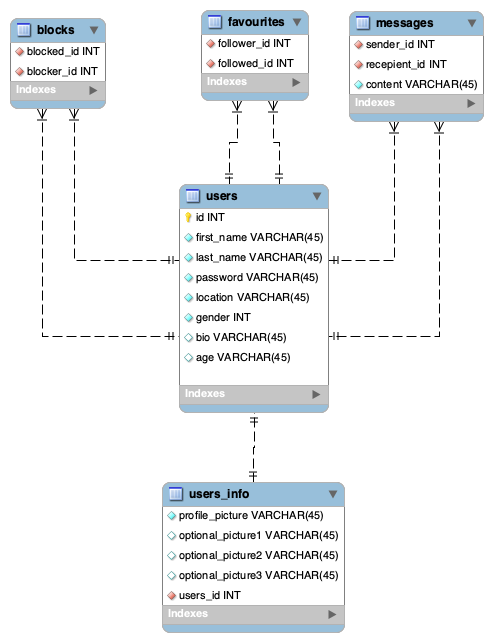 blocks
blocked_id INT
blocker_id INT
Indexes
favourites
follower_id INT
followed_id INT
Indexes
messages
sender_id INT
recepient_id INT
content VARCHAR(45)
Indexes
users
id INT
first_name VARCHAR(45)
last_name VARCHAR(45)
password VARCHAR(45)
location VARCHAR(45)
gender INT
bio VARCHAR(45)
age VARCHAR(45)
Indexes
users_info
profile_picture VARCHAR(45)
optional_picture1 VARCHAR(45)
optional_picture2 VARCHAR(45)
optional_picture3 VARCHAR(45)
users_id INT
Indexes